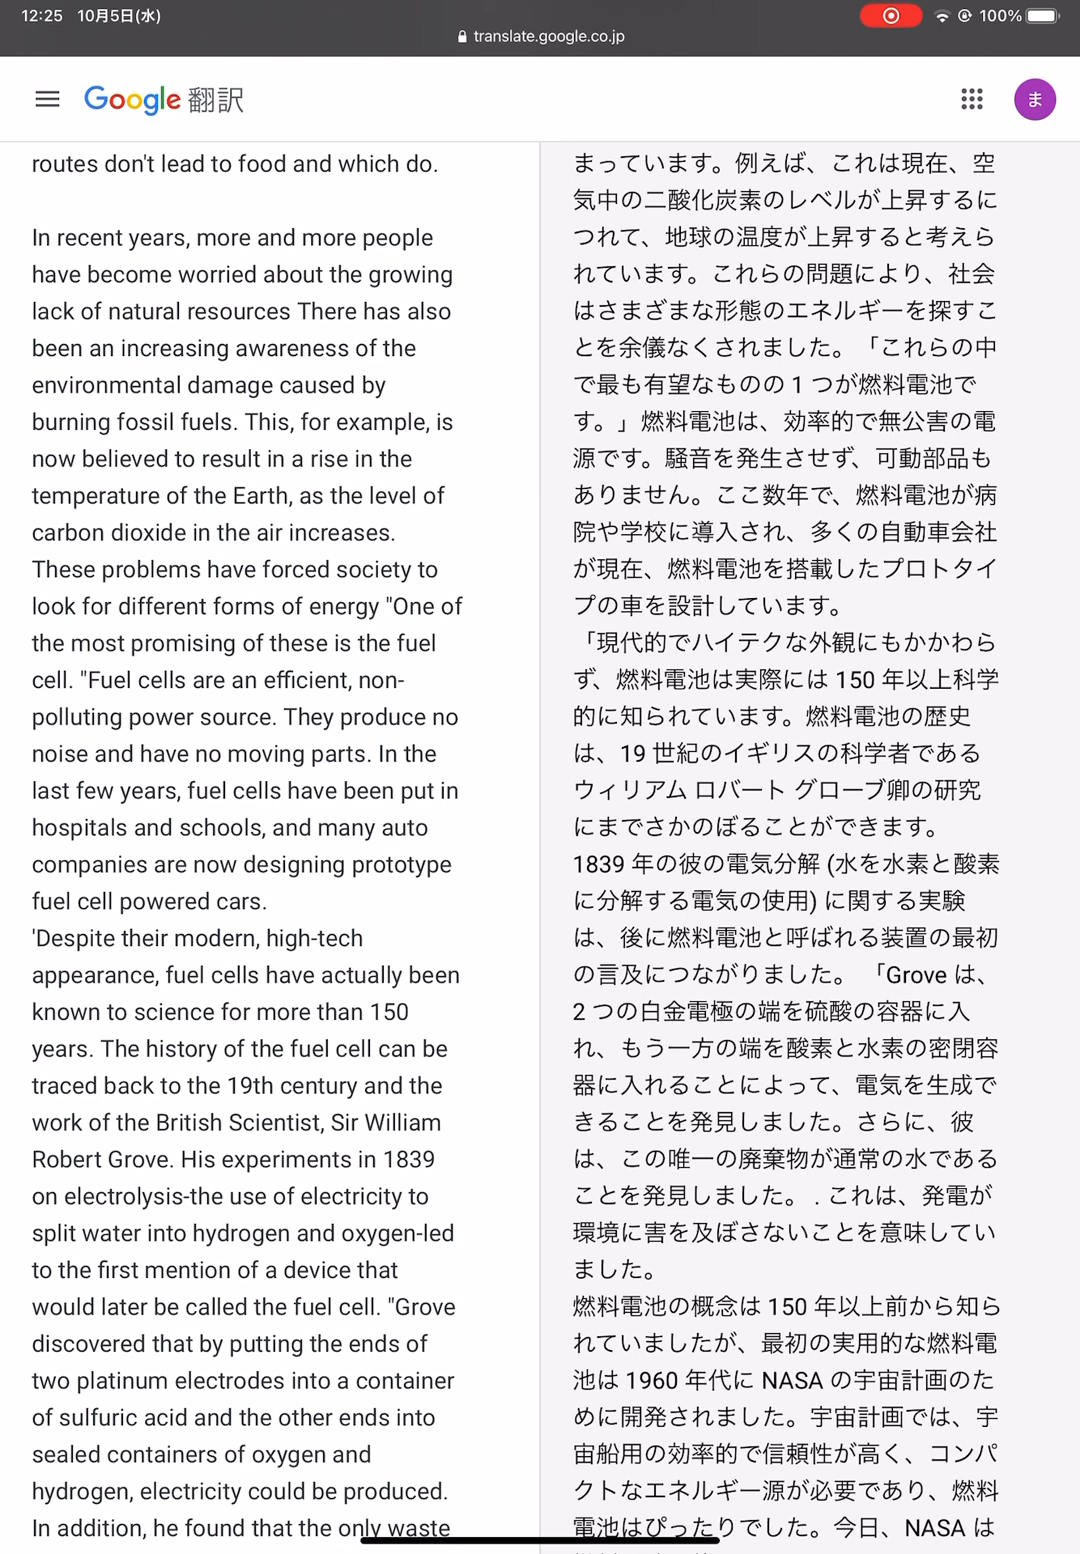 12:25 10月5日(水)
100%
translate.google.co.jp
Google 翻訳
ま
routes don't lead to food and which do.
In recent years, more and more people
have become worried about the growing
lack of natural resources There has also
been an increasing awareness of the
environmental damage caused by
burning fossil fuels. This, for example, is
now believed to result in a rise in the
temperature of the Earth, as the level of
carbon dioxide in the air increases.
These problems have forced society to
look for different forms of energy "One of
the most promising of these is the fuel
cell. "Fuel cells are an efficient, non-
polluting power source. They produce no
noise and have no moving parts. In the
last few years, fuel cells have been put in
hospitals and schools, and many auto
companies are now designing prototype
fuel cell powered cars.
'Despite their modern, high-tech
appearance, fuel cells have actually been
known to science for more than 150
years. The history of the fuel cell can be
traced back to the 19th century and the
work of the British Scientist, Sir William
Robert Grove. His experiments in 1839
on electrolysis-the use of electricity to
split water into hydrogen and oxygen-led
to the first mention of a device that
would later be called the fuel cell. "Grove
discovered that by putting the ends of
two platinum electrodes into a container
of sulfuric acid and the other ends into
sealed containers of oxygen and
hydrogen, electricity could be produced.
In addition, he found that the only waste
まっています。例えば、これは現在、空
気中の二酸化炭素のレベルが上昇するに
つれて、地球の温度が上昇すると考えら
れています。これらの問題により、社会
はさまざまな形態のエネルギーを探すこ
とを余儀なくされました。「これらの中
で最も有望なものの 1 つが燃料電池で
す。」燃料電池は、効率的で無公害の電
源です。騒音を発生させず、可動部品も
ありません。ここ数年で、燃料電池が病
院や学校に導入され、多くの自動車会社
が現在、燃料電池を搭載したプロトタイ
プの車を設計しています。
「現代的でハイテクな外観にもかかわら
ず、燃料電池は実際には 150 年以上科学
的に知られています。燃料電池の歴史
は、19 世紀のイギリスの科学者である
ウィリアム ロバート グローブ卿の研究
にまでさかのぼることができます。
1839 年の彼の電気分解 (水を水素と酸素
に分解する電気の使用) に関する実験
は、後に燃料電池と呼ばれる装置の最初
の言及につながりました。 「Grove は、
2 つの白金電極の端を硫酸の容器に入
れ、もう一方の端を酸素と水素の密閉容
器に入れることによって、電気を生成で
きることを発見しました。さらに、彼
は、この唯一の廃棄物が通常の水である
ことを発見しました。 . これは、発電が
環境に害を及ぼさないことを意味してい
ました。
燃料電池の概念は 150 年以上前から知ら
れていましたが、最初の実用的な燃料電
池は 1960 年代に NASA の宇宙計画のた
めに開発されました。宇宙計画では、宇
宙船用の効率的で信頼性が高く、コンパ
クトなエネルギー源が必要であり、燃料
電池はぴったりでした。今日、NASA は